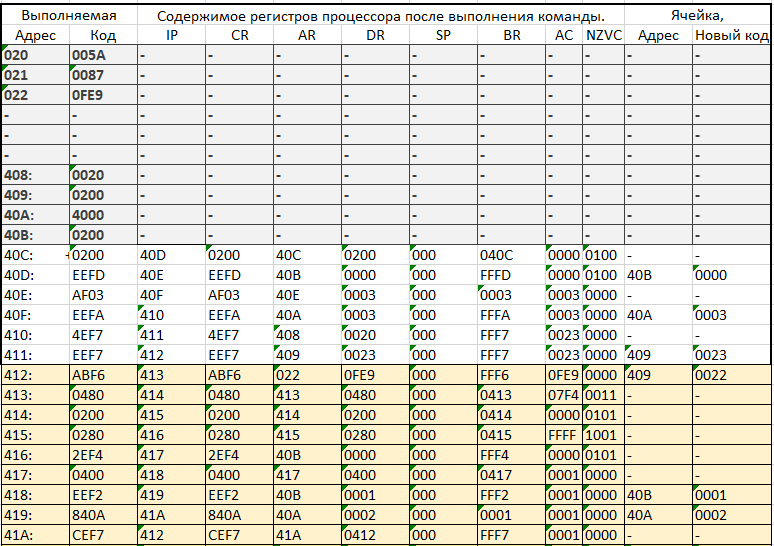 Выполняемая Содержимое регистров процессора после выполнения команды. Ячейка,
Адрес Код IP CR AR DR SP BR AC NZVC Адрес Новый код
020 005A - - - - - - - - - -
021 0087 - - - - - - - - - -
022 0FE9 - - - - - - - - - -
- - - - - - - - - - - -
- - - - - - - - - - - -
- - - - - - - - - - - -
408: 0020 - - - - - - - - - -
409: 0200 - - - - - - - - - -
40A: 4000 - - - - - - - - - -
40B: 0200 - - - - - - - - - -
40C: + 0200 40D 0200 40C 0200 000 040C 0000 0100 - -
40D: EEFD 40E EEFD 40B 0000 000 FFFD 0000 0100 40B 0000
40E: AF03 40F AF03 40E 0003 000 0003 0003 0000 - -
40F: EEFA 410 EEFA 40A 0003 000 FFFA 0003 0000 40A 0003
410: 4EF7 411 4EF7 408 0020 000 FFF7 0023 0000 - -
411: EEF7 412 EEF7 409 0023 000 FFF7 0023 0000 409 0023
412: ABF6 413 ABF6 022 0FE9 000 FFF6 0FE9 0000 409 0022
413: 0480 414 0480 413 0480 000 0413 07F4 0011 - -
414: 0200 415 0200 414 0200 000 0414 0000 0101 - -
415: 0280 416 0280 415 0280 000 0415 FFFF 1001 - -
416: 2EF4 417 2EF4 40B 0000 000 FFF4 0000 0101 - -
417: 0400 418 0400 417 0400 000 0417 0001 0000 - -
418: EEF2 419 EEF2 40B 0001 000 FFF2 0001 0000 40B 0001
419: 840A 41A 840A 40A 0002 000 0001 0001 0000 40A 0002
41A: CEF7 412 CEF7 41A 0412 000 FFF7 0001 0000 - -